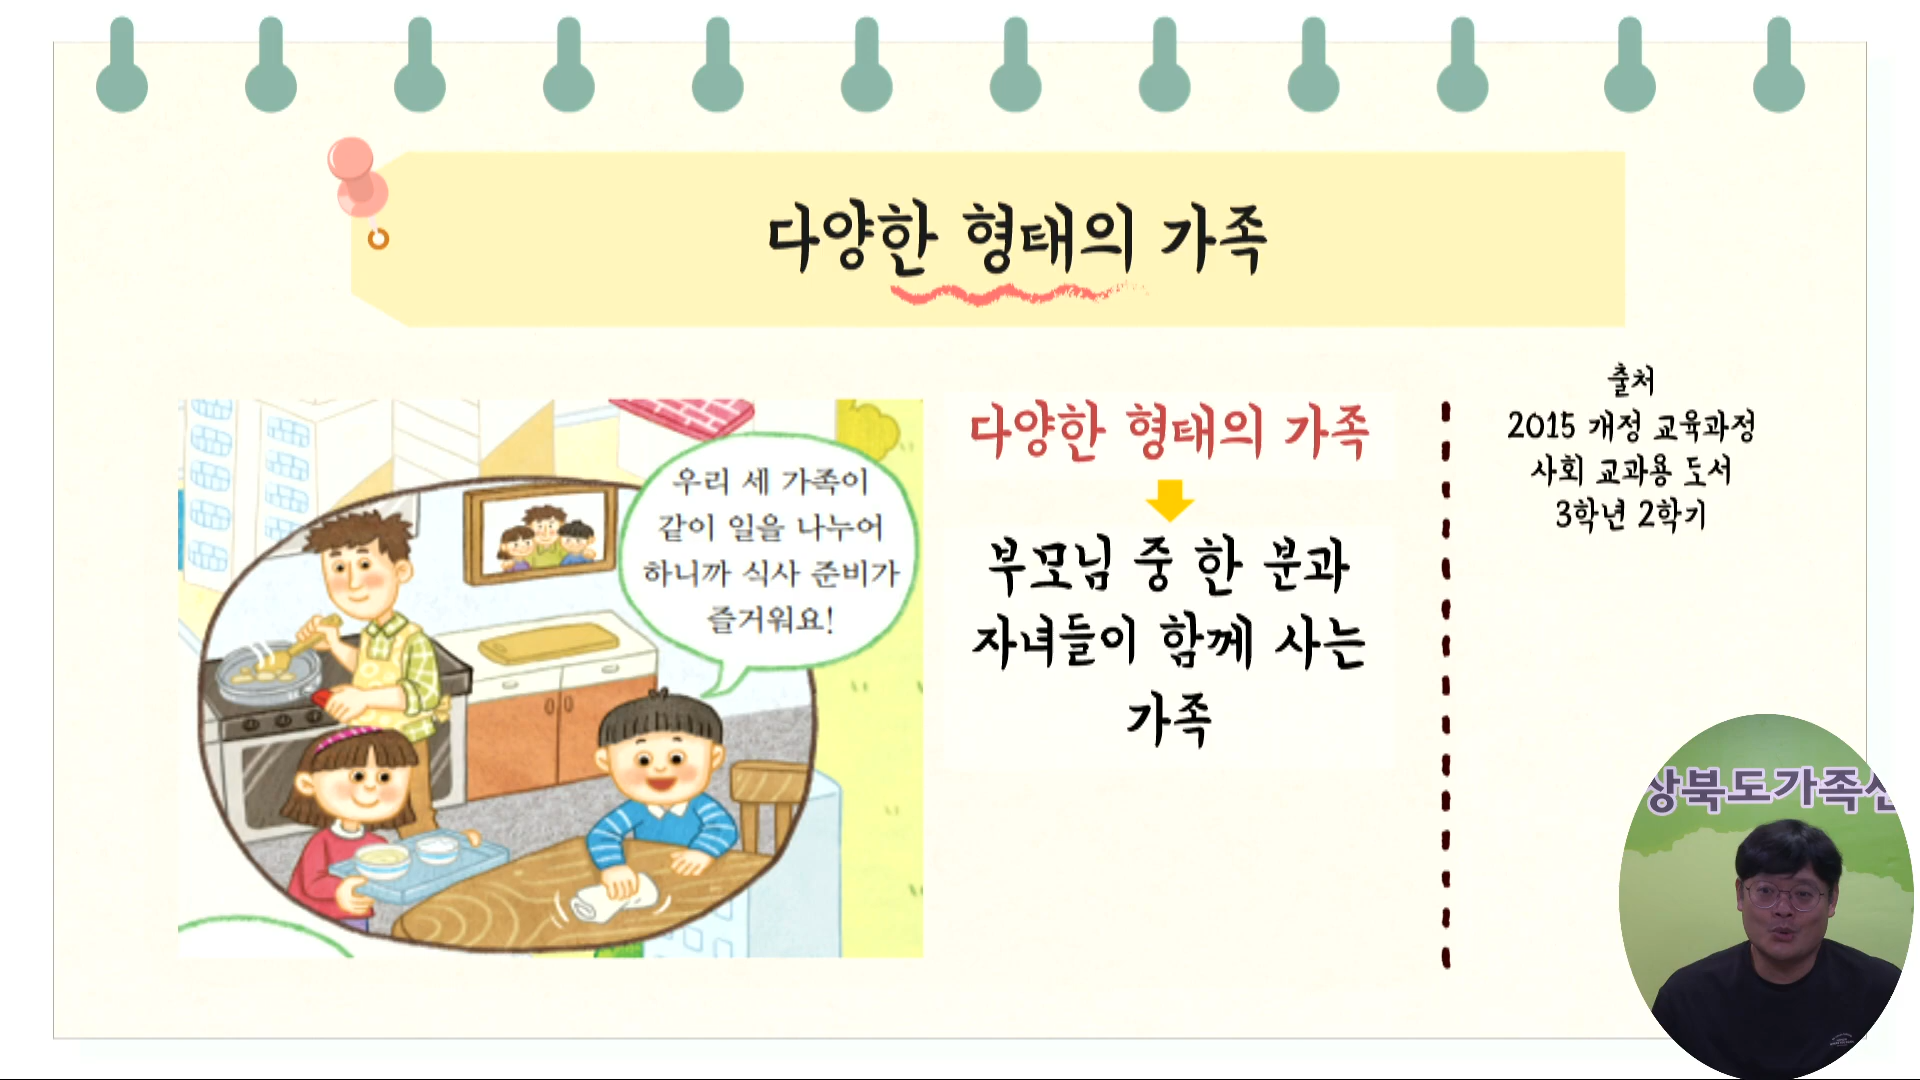 다양한 형태의 가족
우리 세 가족이
같이 일을 나누어
하니까 식사 준비가
즐거워요!
다양한 형태의 가족
부모님 중 한 분과
자녀들이 함께 사는
가족
출처
2015 개정 교육과정
사회 교과용 도서
3학년 2학기
상북도가족센